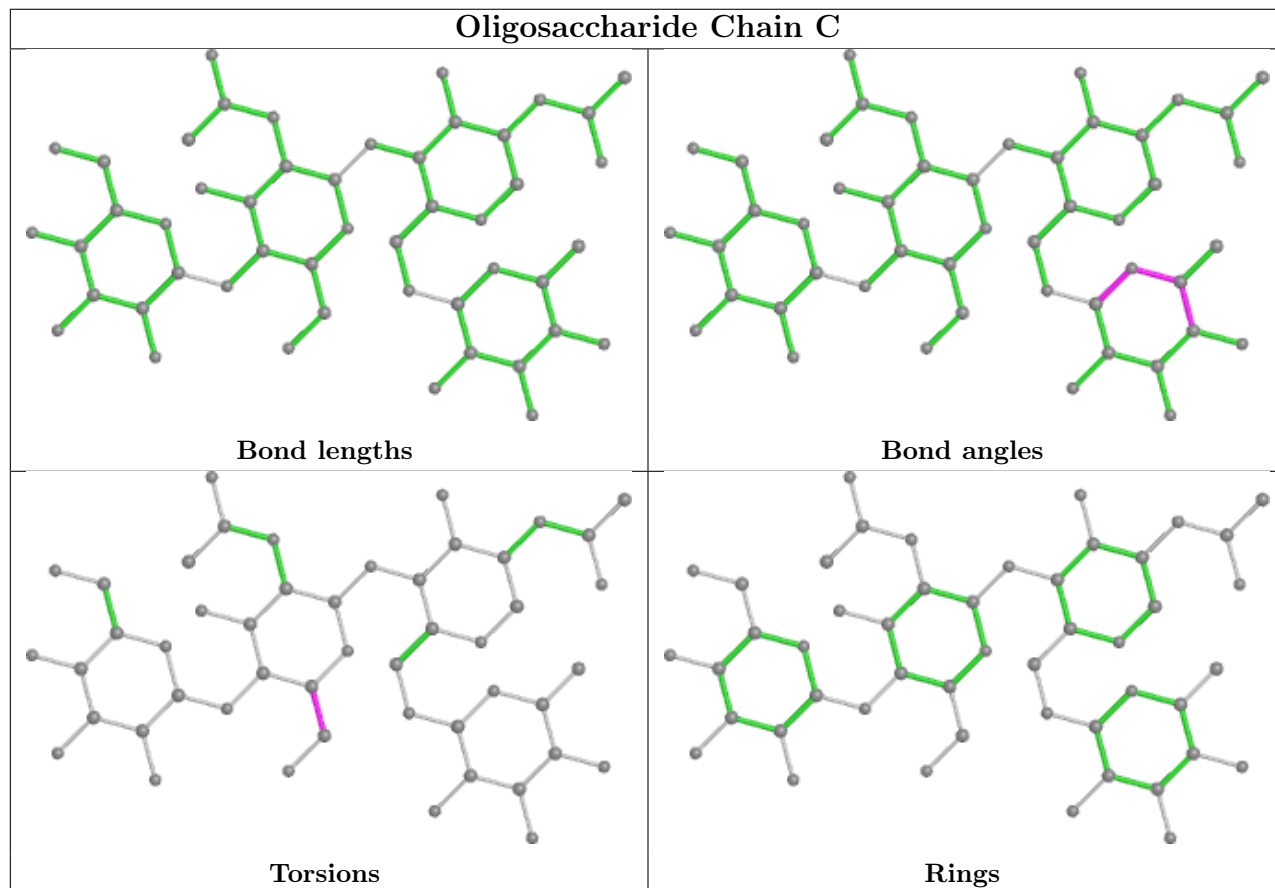 Oligosaccharide Chain C
Bond lengths
Bond angles
Torsions
Rings